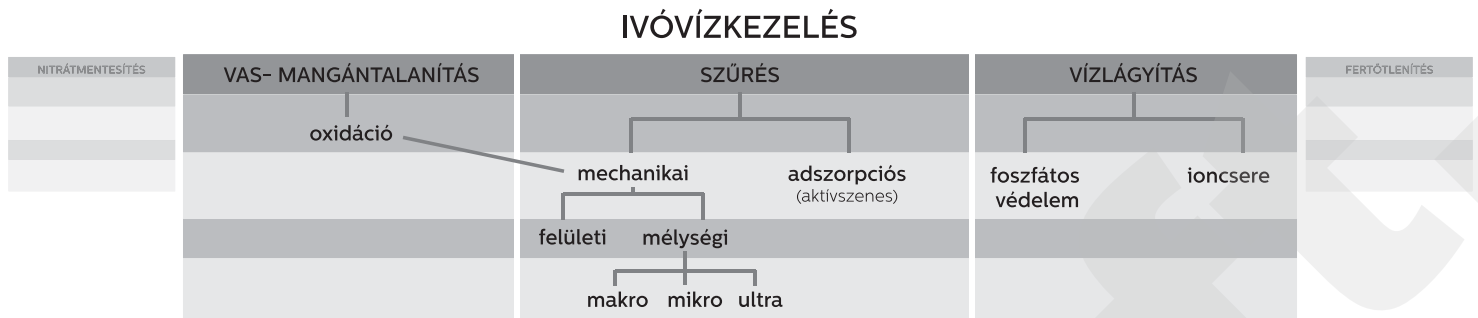 IVÓVÍZKEZELÉS
NITRÁTMENTESÍTÉS
VAS– MANGÁNTALANÍTÁS
SZŰRÉS
VÍZLÁGYÍTÁS
FERTŐTLENÍTÉS
oxidáció
mechanikai
adszorpciós
(aktívszenes)
foszfátos
védelem
ioncsere
felületi
mélységi
makro
mikro
ultra